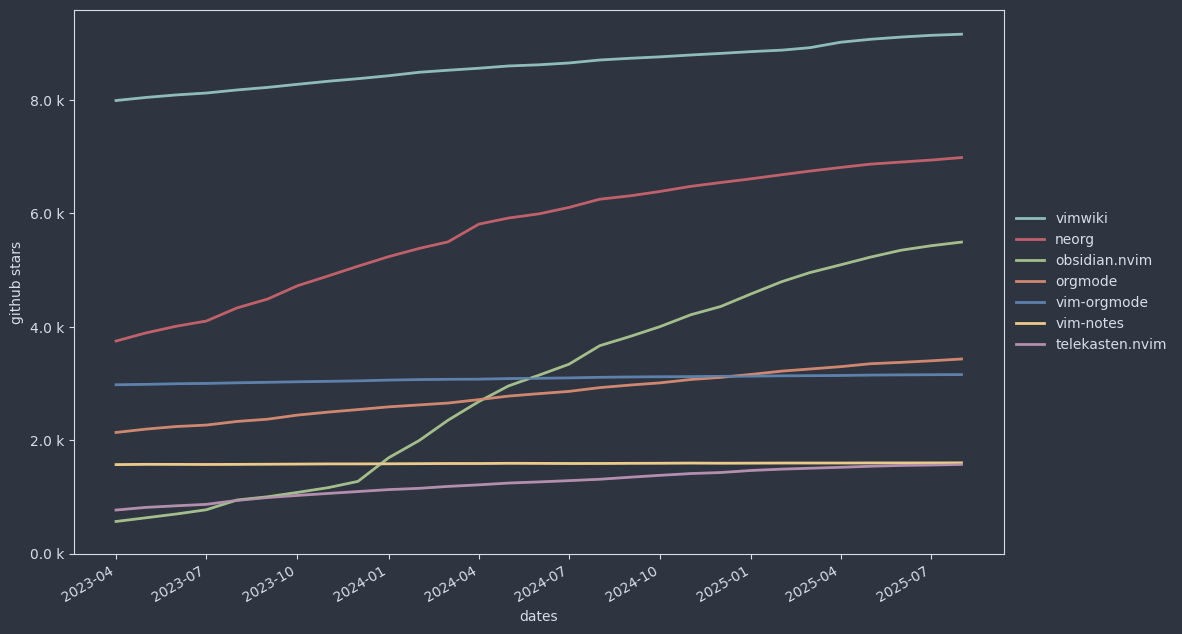 8.0 k
6.0 k
4.0 k
2.0 k
0.0 k
github stars
2023-04
2023-07
2023-10
2024-01
2024-04
2024-07
2024-10
2025-01
2025-04
2025-07
dates
vimwiki
neorg
obsidian.nvim
orgmode
vim-orgmode
vim-notes
telekasten.nvim